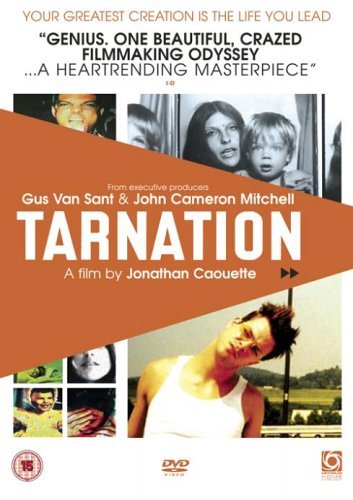 YOUR GREATEST CREATION IS THE LIFE YOU LEAD
"GENIUS. ONE BEAUTIFUL, CRAZED
FILMMAKING ODYSSEY
...A HEARTRENDING MASTERPIECE"
i-D
From executive producers
Gus Van Sant & John Cameron Mitchell
TARNATION
A film by Jonathan Caouette
15
DVD
VIDEO